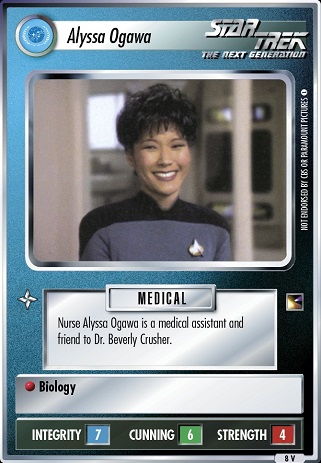 Alyssa Ogawa
STAR TREK
THE NEXT GENERATION
NOT ENDORSED BY CBS OR PARAMOUNT PICTURES
MEDICAL
Nurse Alyssa Ogawa is a medical assistant and
friend to Dr. Beverly Crusher.
Biology
INTEGRITY 7 CUNNING 6 STRENGTH 4
8 V